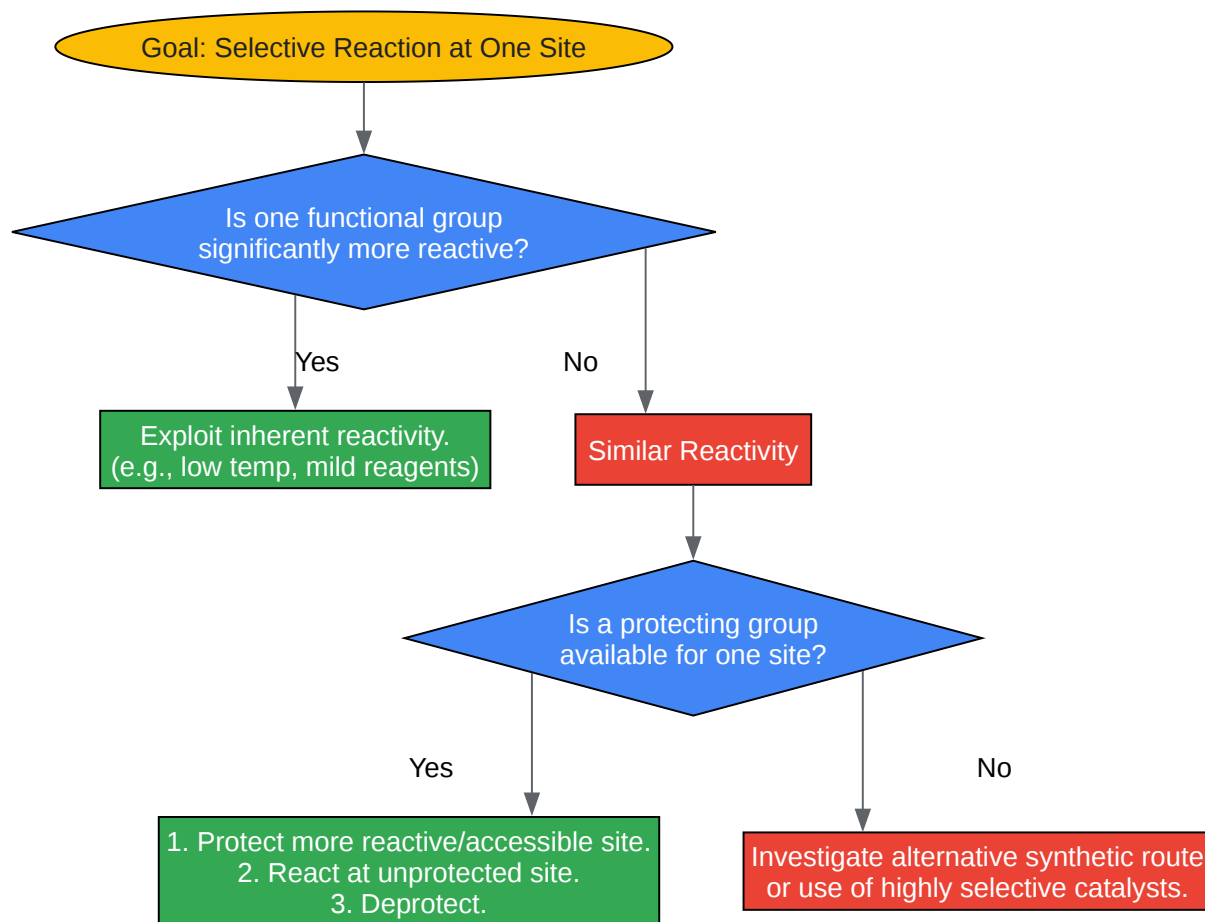 Goal: Selective Reaction at One Site
Is one functional group
significantly more reactive?
Yes
No
Exploit inherent reactivity.
(e.g., low temp, mild reagents)
Similar Reactivity
Is a protecting group
available for one site?
Yes
No
1. Protect more reactive/accessible site.
2. React at unprotected site.
3. Deprotect.
Investigate alternative synthetic route
or use of highly selective catalysts.